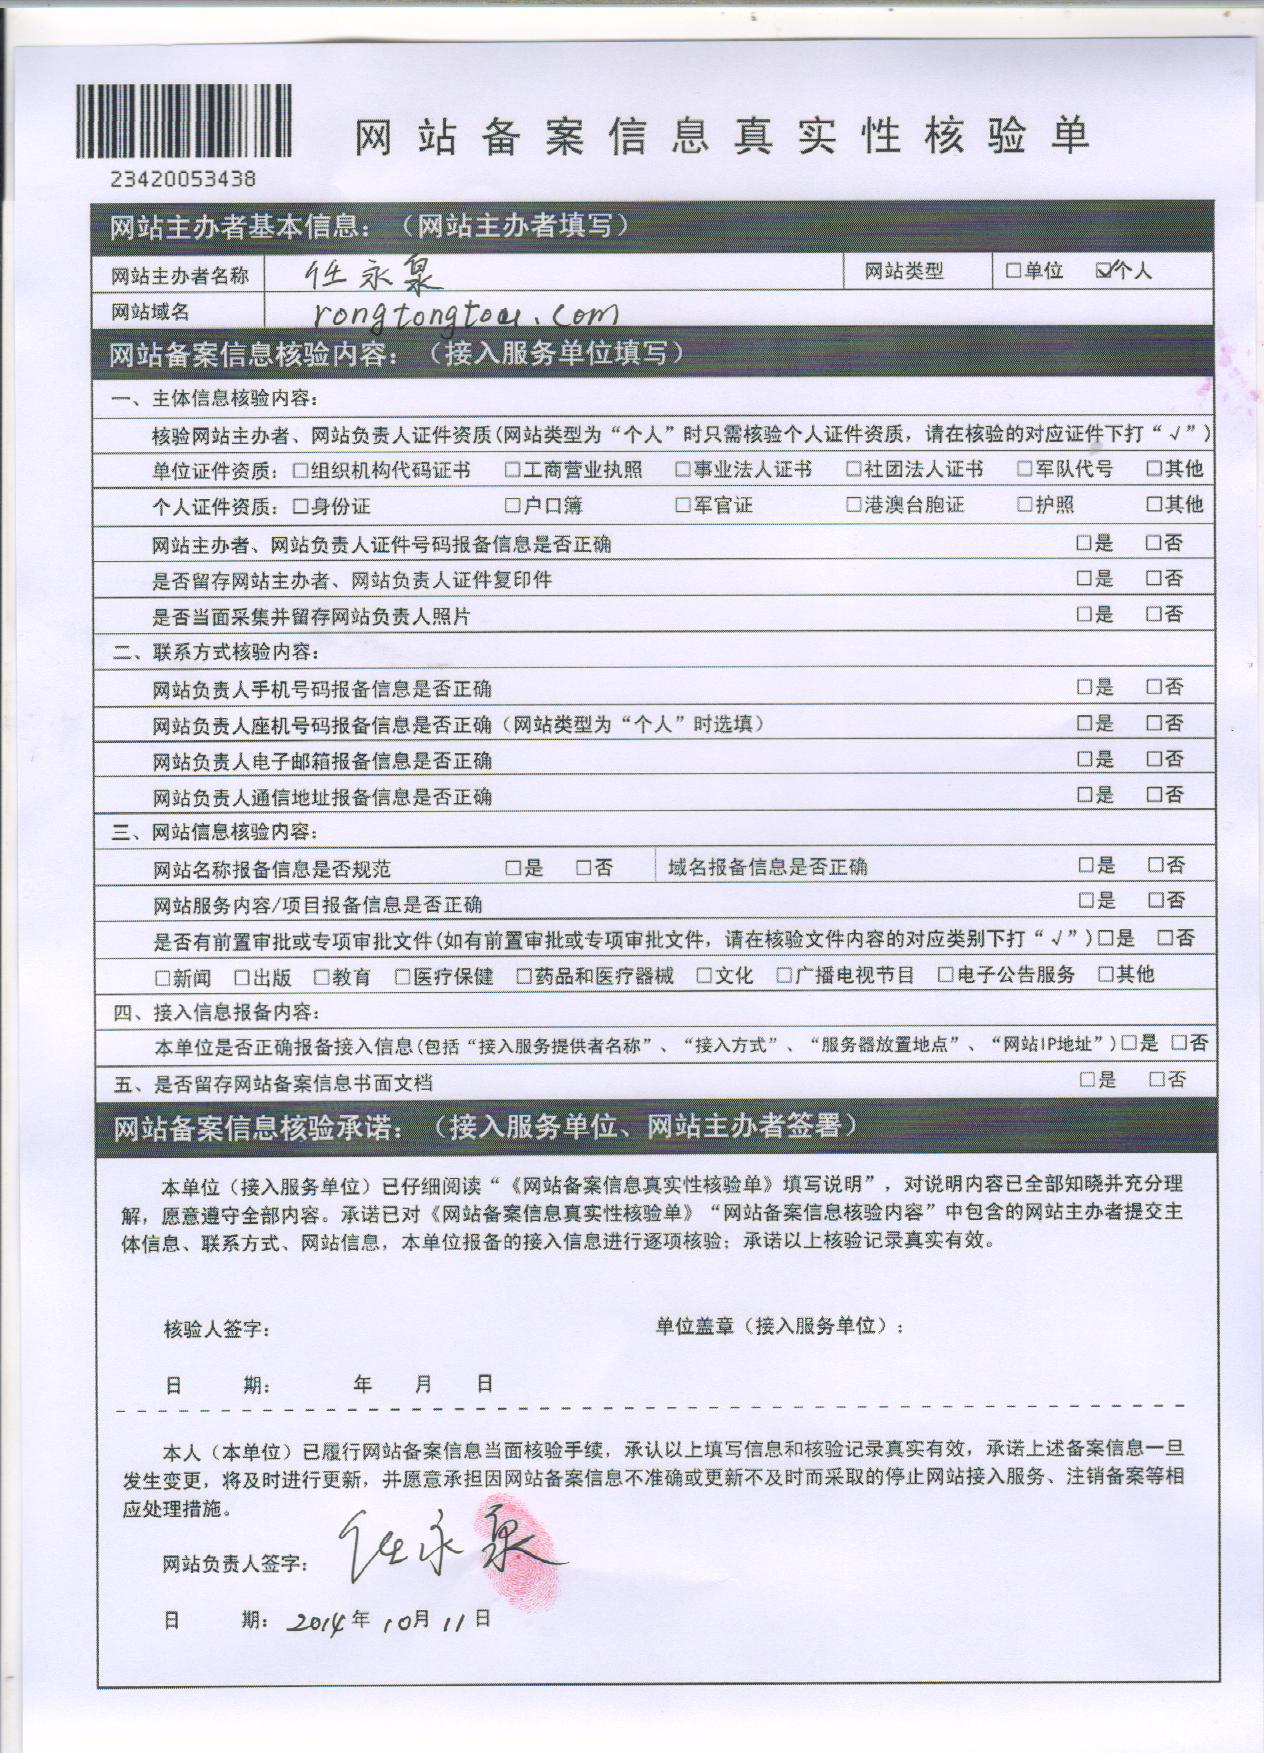 23420053438
网站备案信息真实性核验单
网站主办者基本信息：（网站主办者填写）
网站主办者名称 任永泉 网站类型 □单位 ☑个人
网站域名 rongtongtou.com
网站备案信息核验内容：（接入服务单位填写）
一、主体信息核验内容：
核验网站主办者、网站负责人证件资质(网站类型为“个人”时只需核验个人证件资质，请在核验的对应证件下打“√”)
单位证件资质：□组织机构代码证书 □工商营业执照 □事业法人证书 □社团法人证书 □军队代号 □其他
个人证件资质：□身份证 □户口簿 □军官证 □港澳台胞证 □护照 □其他
网站主办者、网站负责人证件号码报备信息是否正确 □是 □否
是否留存网站主办者、网站负责人证件复印件 □是 □否
是否当面采集并留存网站负责人照片 □是 □否
二、联系方式核验内容：
网站负责人手机号码报备信息是否正确 □是 □否
网站负责人座机号码报备信息是否正确（网站类型为“个人”时选填） □是 □否
网站负责人电子邮箱报备信息是否正确 □是 □否
网站负责人通信地址报备信息是否正确 □是 □否
三、网站信息核验内容：
网站名称报备信息是否规范 □是 □否 域名报备信息是否正确 □是 □否
网站服务内容/项目报备信息是否正确 □是 □否
是否有前置审批或专项审批文件(如有前置审批或专项审批文件，请在核验文件内容的对应类别下打“√”)□是 □否
□新闻 □出版 □教育 □医疗保健 □药品和医疗器械 □文化 □广播电视节目 □电子公告服务 □其他
四、接入信息报备内容：
本单位是否正确报备接入信息(包括“接入服务提供者名称”、“接入方式”、“服务器放置地点”、“网站IP地址”)□是 □否
五、是否留存网站备案信息书面文档 □是 □否
网站备案信息核验承诺：（接入服务单位、网站主办者签署）
本单位（接入服务单位）已仔细阅读“《网站备案信息真实性核验单》填写说明”，对说明内容已全部知晓并充分理
解，愿意遵守全部内容。承诺已对《网站备案信息真实性核验单》“网站备案信息核验内容”中包含的网站主办者提交主
体信息、联系方式、网站信息，本单位报备的接入信息进行逐项核验；承诺以上核验记录真实有效。
核验人签字： 单位盖章（接入服务单位）：
日 期： 年 月 日
本人（本单位）已履行网站备案信息当面核验手续，承认以上填写信息和核验记录真实有效，承诺上述备案信息一旦
发生变更，将及时进行更新，并愿意承担因网站备案信息不准确或更新不及时而采取的停止网站接入服务、注销备案等相
应处理措施。
网站负责人签字： 任永泉
日 期： 2014年 10月 11日